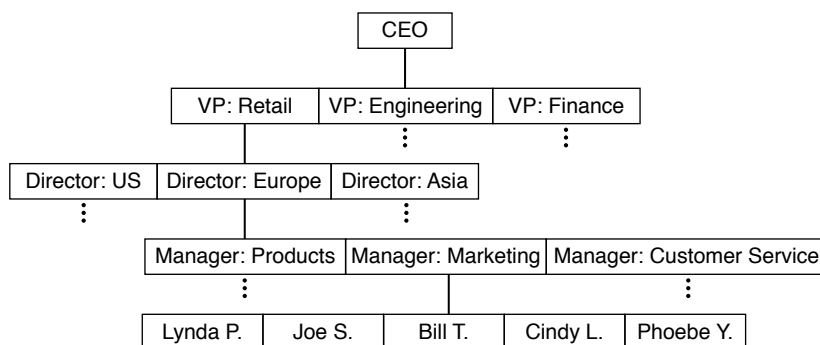 CEO
VP: Retail VP: Engineering VP: Finance
Director: US Director: Europe Director: Asia
Manager: Products Manager: Marketing Manager: Customer Service
Lynda P. Joe S. Bill T. Cindy L. Phoebe Y.